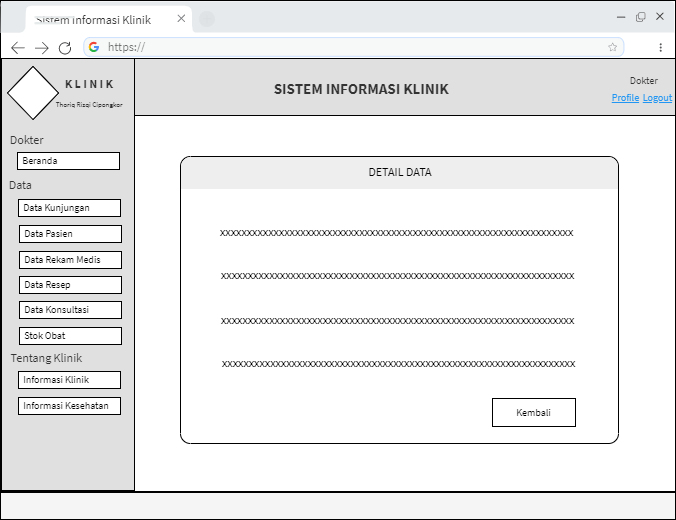 Sistem informasi Klinik
https://
KLINIK
Thoriq Rizqi Cipongkor
SISTEM INFORMASI KLINIK
Dokter
Profile Logout
Dokter
Beranda
Data
Data Kunjungan
Data Pasien
Data Rekam Medis
Data Resep
Data Konsultasi
Stok Obat
Tentang Klinik
Informasi Klinik
Informasi Kesehatan
DETAIL DATA
xxxxxxxxxxxxxxxxxxxxxxxxxxxxxxxxxxxxxxxxxxxxxxxxxxxxxxxxxxxxxxxxxxx
xxxxxxxxxxxxxxxxxxxxxxxxxxxxxxxxxxxxxxxxxxxxxxxxxxxxxxxxxxxxxxxxxxx
xxxxxxxxxxxxxxxxxxxxxxxxxxxxxxxxxxxxxxxxxxxxxxxxxxxxxxxxxxxxxxxxxxx
xxxxxxxxxxxxxxxxxxxxxxxxxxxxxxxxxxxxxxxxxxxxxxxxxxxxxxxxxxxxxxxxxxx
Kembali